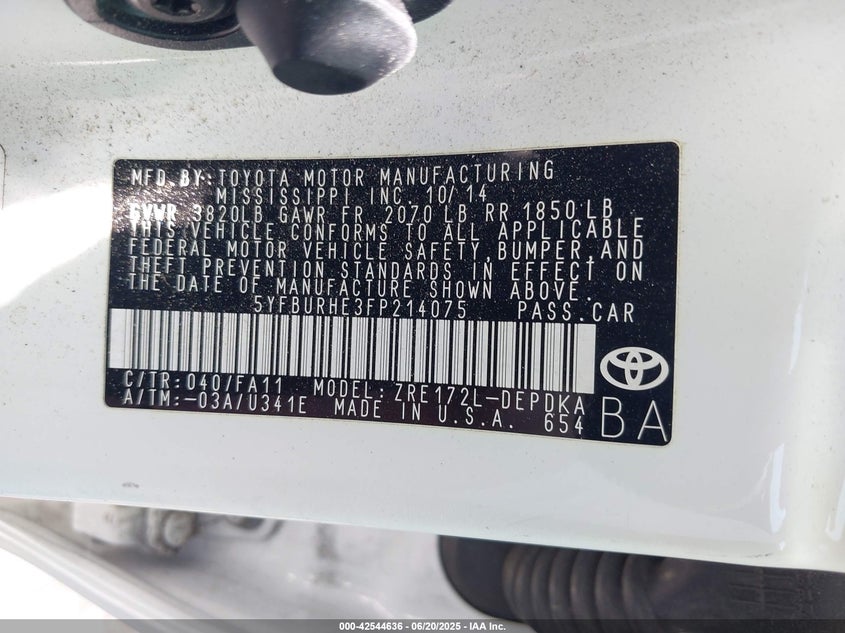 MFD. BY: TOYOTA MOTOR MANUFACTURING
MISSISSIPPI INC. 10/14
GVWR 3820LB GAWR FR 2070 LB RR 1850 LB
THIS VEHICLE CONFORMS TO ALL APPLICABLE
FEDERAL MOTOR VEHICLE SAFETY, BUMPER, AND
THEFT PREVENTION STANDARDS IN EFFECT ON
THE DATE OF MANUFACTURE SHOWN ABOVE.
5YFBURHE3FP214075 PASS. CAR
C/TR: 040/FA11 MODEL: ZRE172L-DEPDKA
A/TM: -03A/U341E MADE IN U.S.A. 654
BA
000-42544636 - 06/20/2025 - IAA Inc.